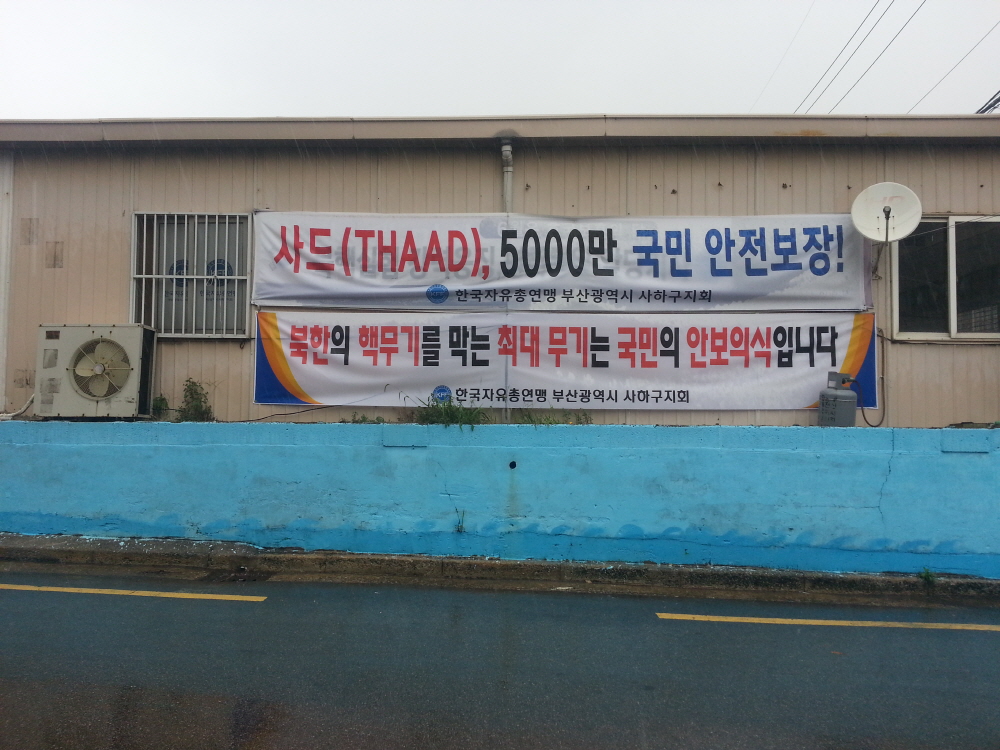 사드(THAAD), 5000만 국민 안전보장!
한국자유총연맹 부산광역시 사하구지회
북한의 핵무기를 막는 최대 무기는 국민의 안보의식입니다
한국자유총연맹 부산광역시 사하구지회